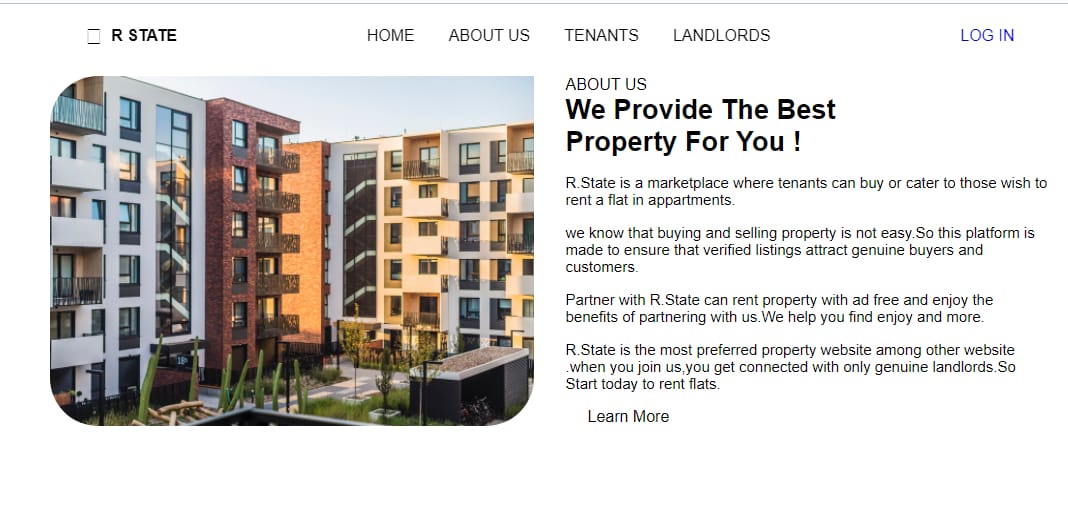 R STATE
HOME ABOUT US TENANTS LANDLORDS LOG IN
ABOUT US
We Provide The Best
Property For You !
R.State is a marketplace where tenants can buy or cater to those wish to
rent a flat in appartments.
we know that buying and selling property is not easy.So this platform is
made to ensure that verified listings attract genuine buyers and
customers.
Partner with R.State can rent property with ad free and enjoy the
benefits of partnering with us.We help you find enjoy and more.
R.State is the most preferred property website among other website
.when you join us,you get connected with only genuine landlords.So
Start today to rent flats.
Learn More